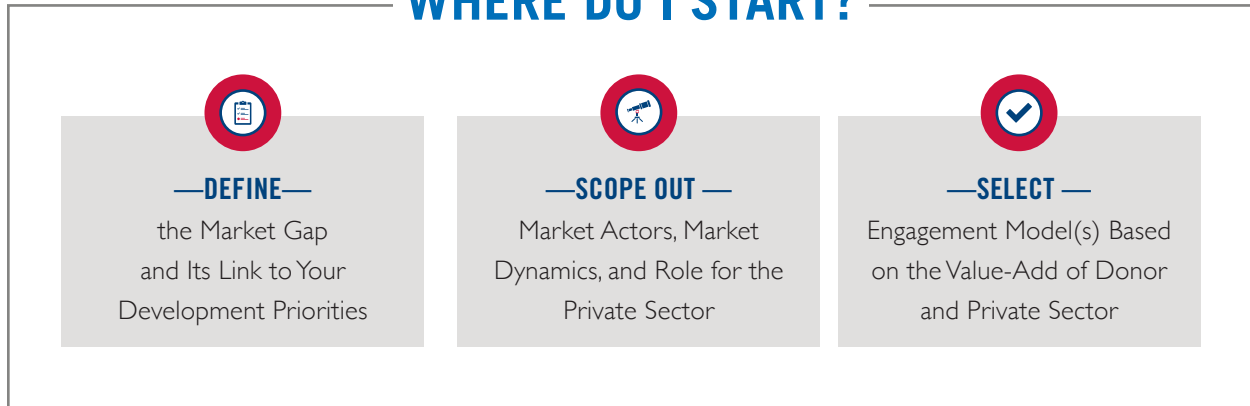 WHERE DO I START?
—DEFINE—
the Market Gap
and Its Link to Your
Development Priorities
—SCOPE OUT —
Market Actors, Market
Dynamics, and Role for the
Private Sector
—SELECT —
Engagement Model(s) Based
on the Value-Add of Donor
and Private Sector